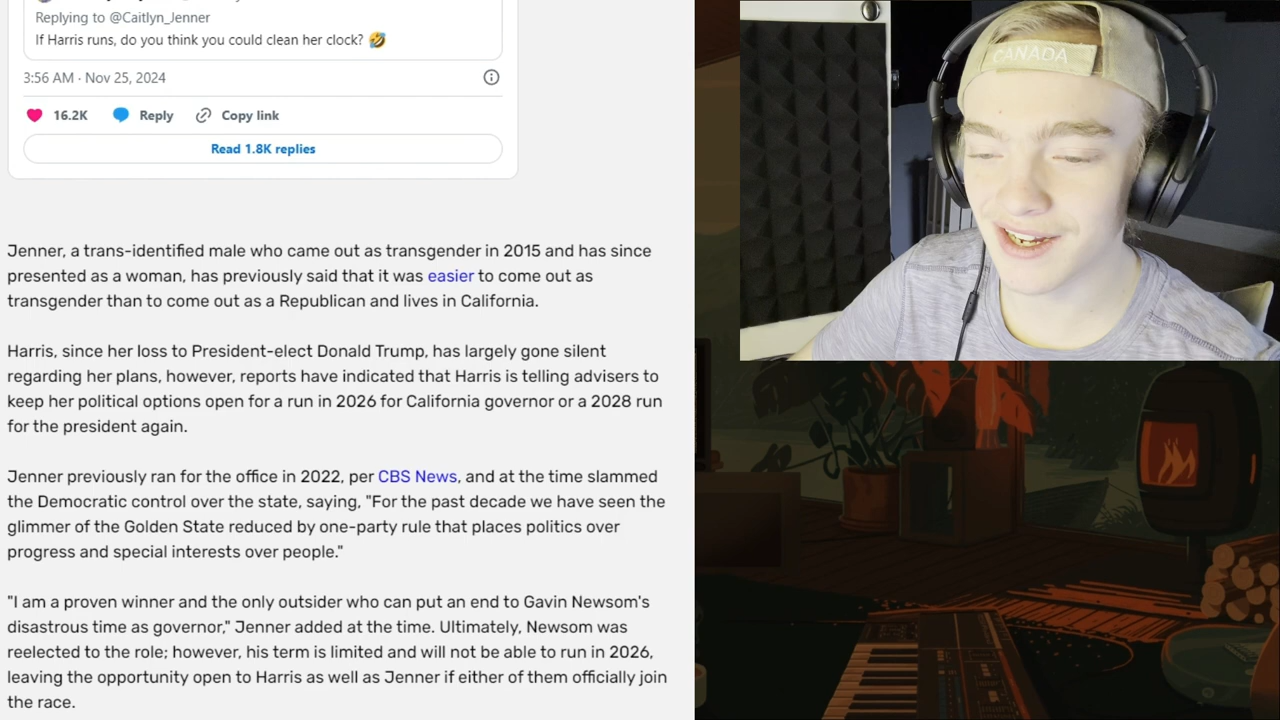 Replying to @Caitlyn_Jenner
If Harris runs, do you think you could clean her clock? 🤣
3:56 AM · Nov 25, 2024
16.2K Reply Copy link
Read 1.8K replies
Jenner, a trans-identified male who came out as transgender in 2015 and has since
presented as a woman, has previously said that it was easier to come out as
transgender than to come out as a Republican and lives in California.
Harris, since her loss to President-elect Donald Trump, has largely gone silent
regarding her plans, however, reports have indicated that Harris is telling advisers to
keep her political options open for a run in 2026 for California governor or a 2028 run
for the president again.
Jenner previously ran for the office in 2022, per CBS News, and at the time slammed
the Democratic control over the state, saying, "For the past decade we have seen the
glimmer of the Golden State reduced by one-party rule that places politics over
progress and special interests over people."
"I am a proven winner and the only outsider who can put an end to Gavin Newsom's
disastrous time as governor," Jenner added at the time. Ultimately, Newsom was
reelected to the role; however, his term is limited and will not be able to run in 2026,
leaving the opportunity open to Harris as well as Jenner if either of them officially join
the race.
CANADA